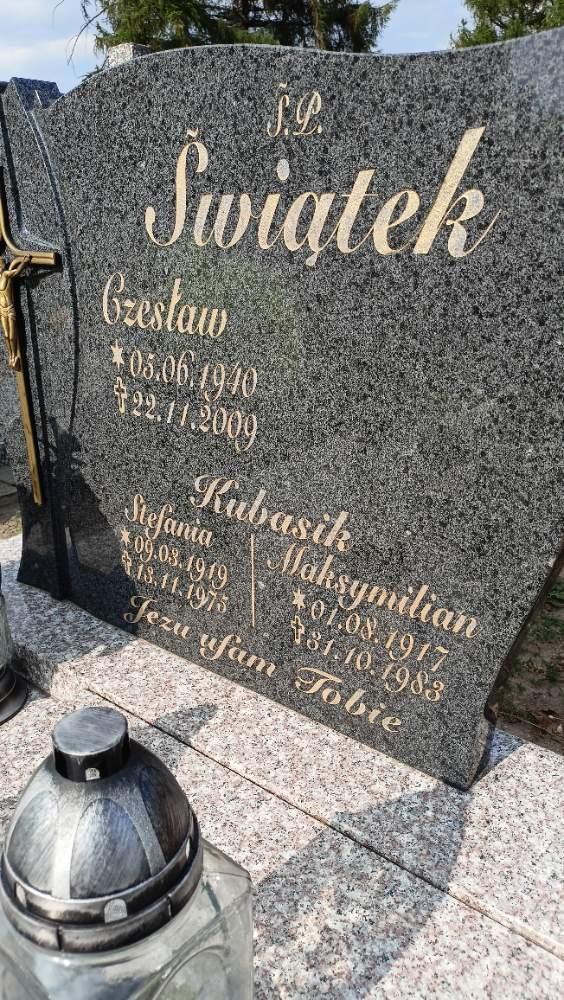 Ś.P.
Świątek
Czesław
* 05.06.1940
✝ 22.11.2009
Kubasik
Stefania
* 09.03.1919
✝ 13.11.1975
Maksymilian
* 01.08.1917
✝ 31.10.1983
Jezu ufam Tobie